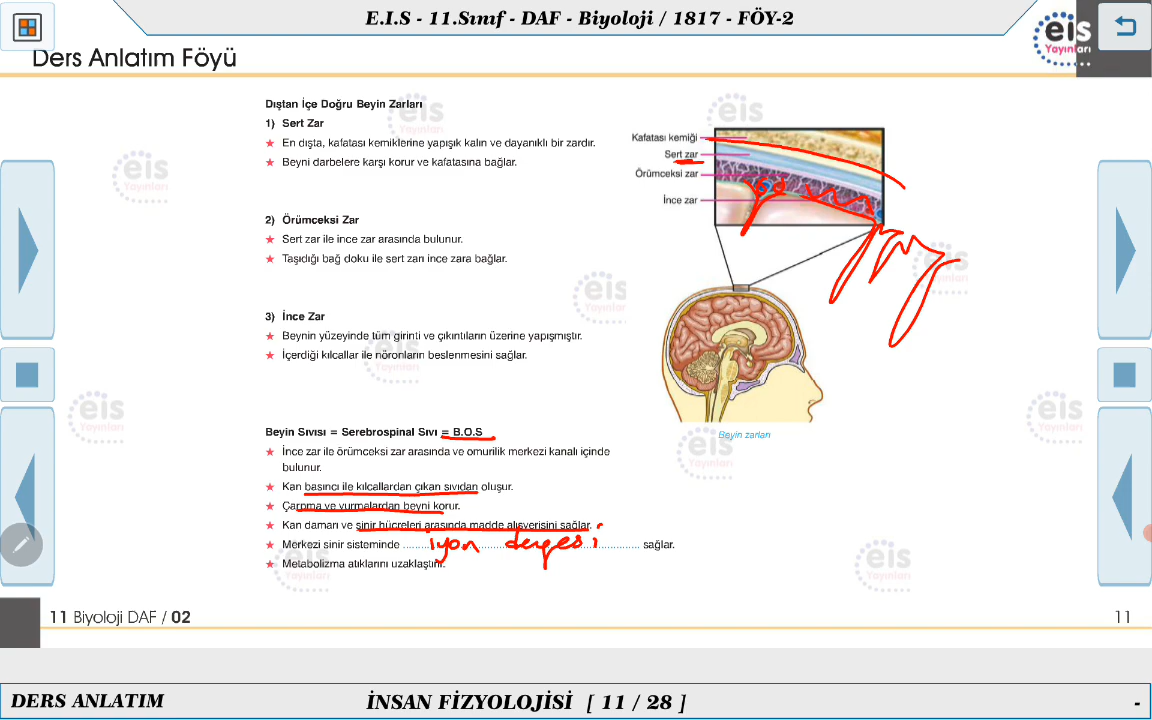 E.I.S - 11.Sınıf - DAF - Biyoloji / 1817 - FÖY-2
eis
Yayınları
Ders Anlatım Föyü
Dıştan İçe Doğru Beyin Zarları
1) Sert Zar
★ En dışta, kafatası kemiklerine yapışık kalın ve dayanıklı bir zardır.
★ Beyni darbelere karşı korur ve kafatasına bağlar.
2) Örümceksi Zar
★ Sert zar ile ince zar arasında bulunur.
★ Taşıdığı bağ doku ile sert zarı ince zara bağlar.
3) İnce Zar
★ Beynin yüzeyinde tüm girinti ve çıkıntıların üzerine yapışmıştır.
★ İçerdiği kılcallar ile nöronların beslenmesini sağlar.
Kafatası kemiği
Sert zar
Örümceksi zar
İnce zar
Beyin zarları
Beyin Sıvısı = Serebrospinal Sıvı = B.O.S
★ İnce zar ile örümceksi zar arasında ve omurilik merkezi kanalı içinde
bulunur.
★ Kan basıncı ile kılcallardan çıkan sıvıdan oluşur.
★ Çarpma ve vurmalardan beyni korur.
★ Kan damarı ve sinir hücreleri arasında madde alışverişini sağlar.
★ Merkezi sinir sisteminde iyon dengesi sağlar.
★ Metabolizma atıklarını uzaklaştırır.
11 Biyoloji DAF / 02
11
DERS ANLATIM
İNSAN FİZYOLOJİSİ [ 11 / 28 ]
-